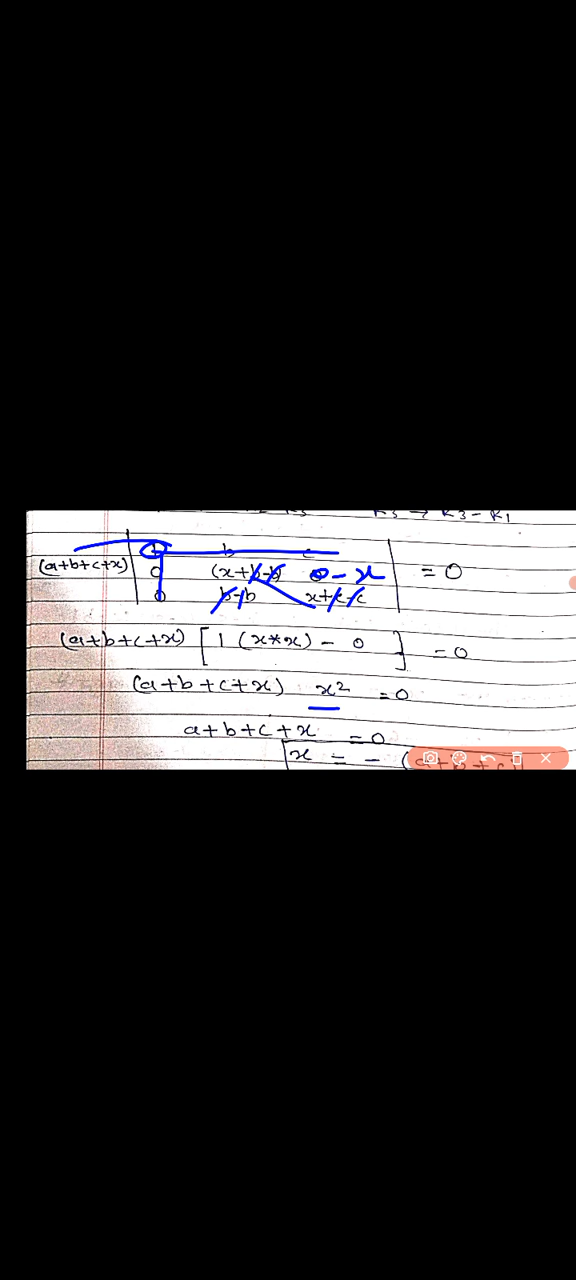 R3 → R3 - R1
(a+b+c+x) | 1 b c |
0 (x+b-b) 0 - x = 0
0 b-b x+c-c
(a+b+c+x) [ 1 (x*x) - 0 ] = 0
(a+b+c+x) x² = 0
a+b+c+x = 0
x = - (a+b+c)